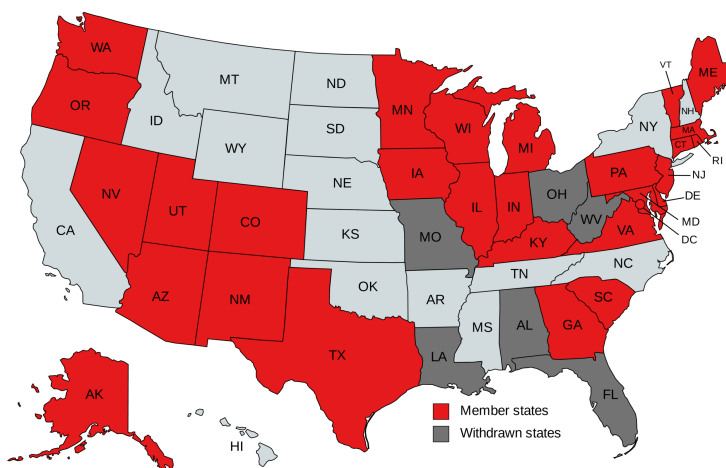 WA
MT
ND
MN
VT
ME
OR
ID
SD
WI
MI
NY
NH
MA
CT
RI
WY
IA
NE
PA
NJ
NV
UT
CO
IL
IN
OH
WV
VA
DE
MD
DC
CA
KS
MO
KY
AZ
NM
OK
AR
TN
NC
SC
MS
AL
GA
TX
LA
FL
AK
HI
Member states
Withdrawn states